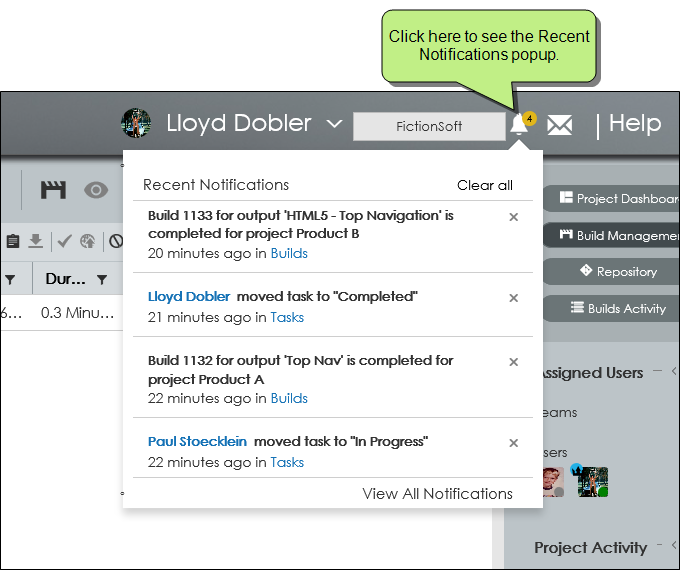 Click here to see the Recent
Notifications popup.
Lloyd Dobler
FictionSoft
4
Help
Recent Notifications
Clear all
Build 1133 for output 'HTML5 - Top Navigation' is
completed for project Product B
20 minutes ago in Builds
Lloyd Dobler moved task to "Completed"
21 minutes ago in Tasks
Build 1132 for output 'Top Nav' is completed for
project Product A
22 minutes ago in Builds
Paul Stoecklein moved task to "In Progress"
22 minutes ago in Tasks
View All Notifications
Dur...
6...
0.3 Minu...
Project Dashboar
Build Manageme
Repository
Builds Activity
Assigned Users
eams
sers
Project Activity